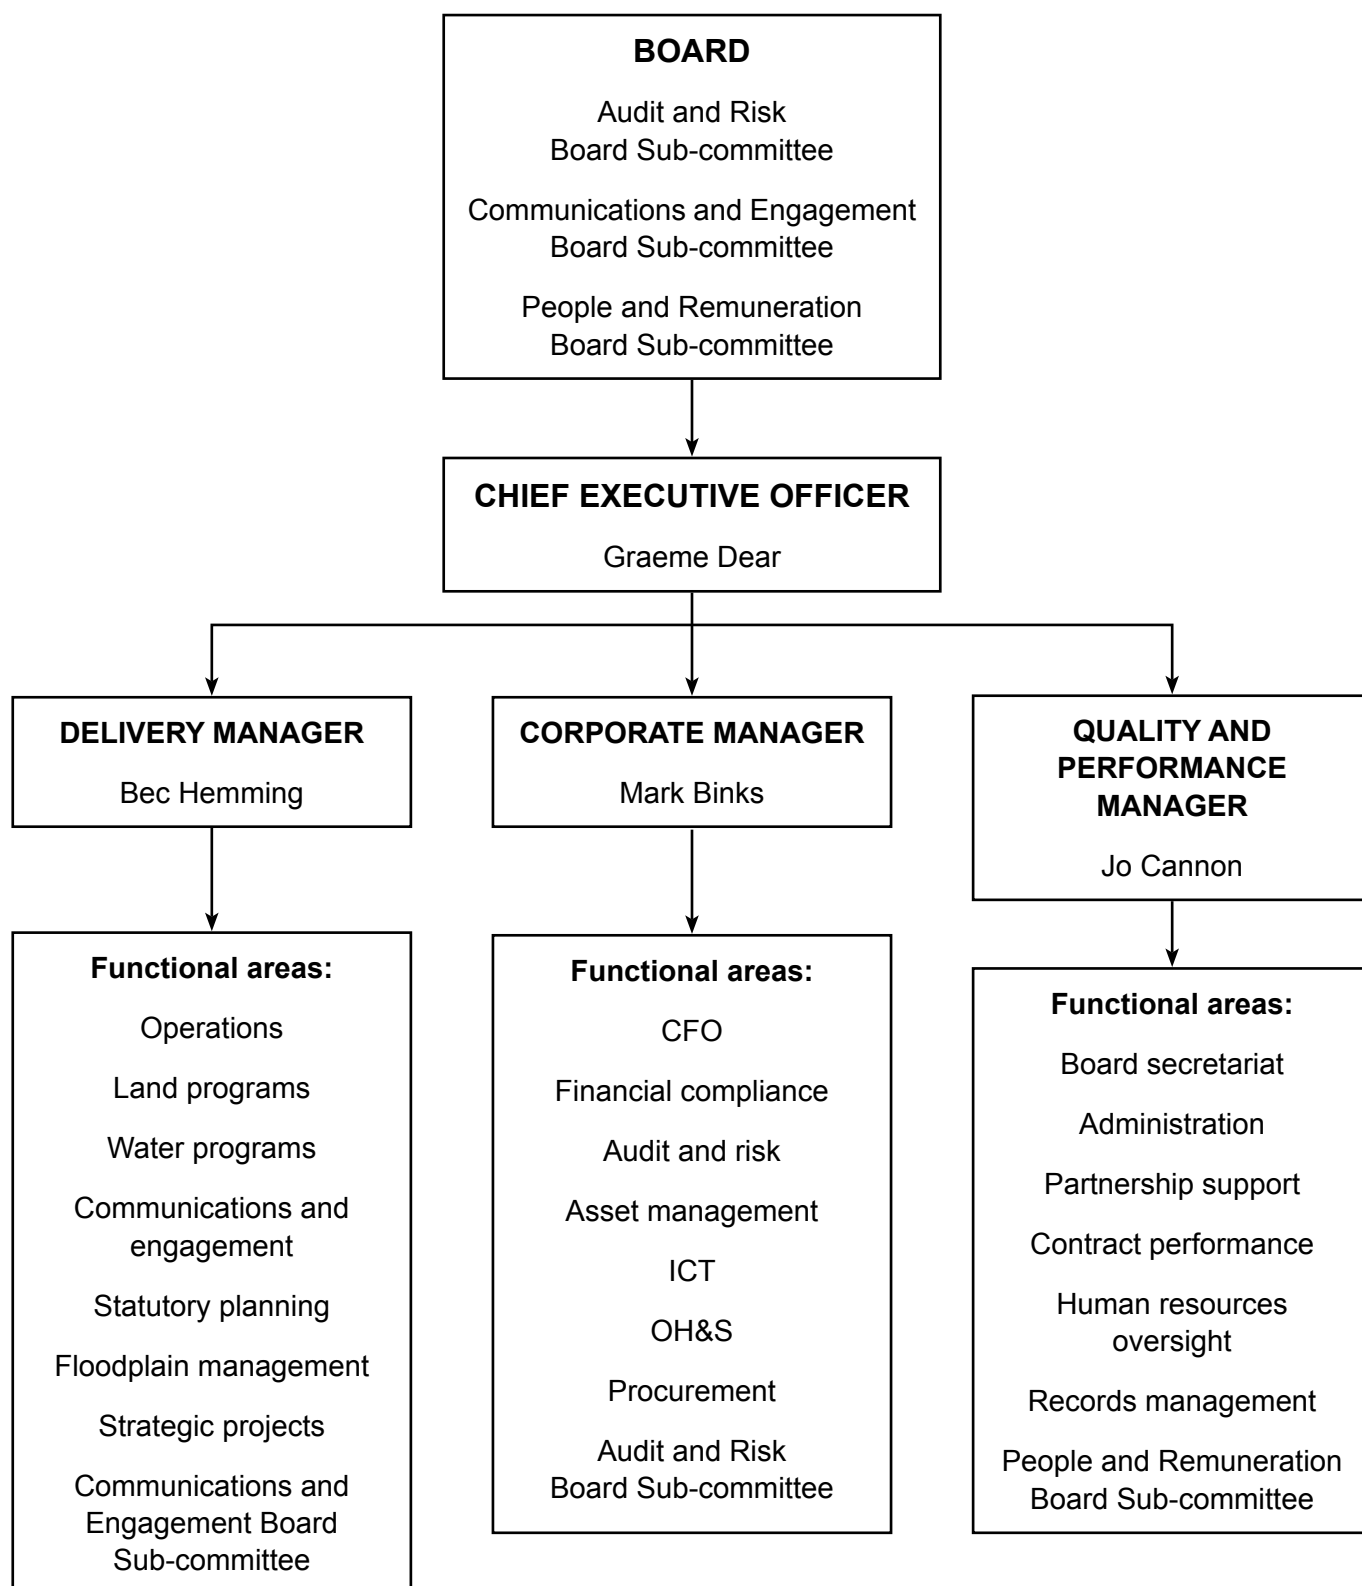 BOARD
Audit and Risk
Board Sub-committee
Communications and Engagement
Board Sub-committee
People and Remuneration
Board Sub-committee
CHIEF EXECUTIVE OFFICER
Graeme Dear
DELIVERY MANAGER
Bec Hemming
Functional areas:
Operations
Land programs
Water programs
Communications and
engagement
Statutory planning
Floodplain management
Strategic projects
Communications and
Engagement Board
Sub-committee
CORPORATE MANAGER
Mark Binks
Functional areas:
CFO
Financial compliance
Audit and risk
Asset management
ICT
OH&S
Procurement
Audit and Risk
Board Sub-committee
QUALITY AND
PERFORMANCE
MANAGER
Jo Cannon
Functional areas:
Board secretariat
Administration
Partnership support
Contract performance
Human resources
oversight
Records management
People and Remuneration
Board Sub-committee